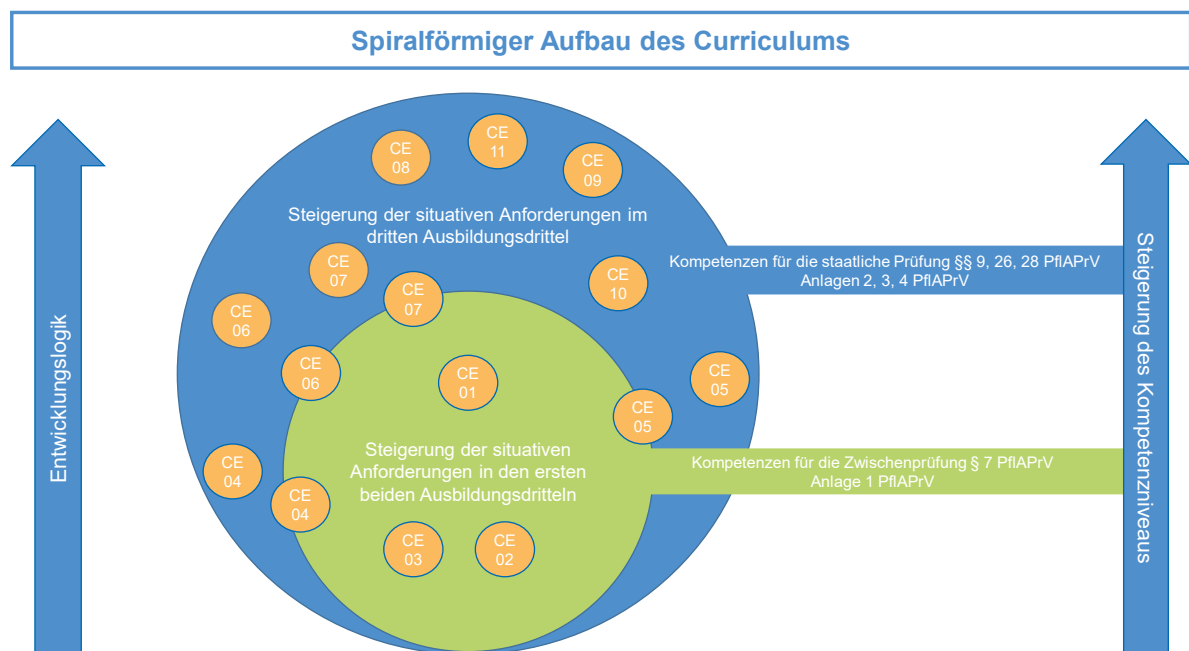 Spiralförmiger Aufbau des Curriculums
CE
11
CE
08
CE
09
Steigerung der situativen Anforderungen im
dritten Ausbildungsdrittel
CE
07
CE
10
CE
07
CE
06
Kompetenzen für die staatliche Prüfung §§ 9, 26, 28 PflAPrV
Anlagen 2, 3, 4 PflAPrV
CE
06
CE
01
CE
05
CE
05
Steigerung der situativen
Anforderungen in den ersten
beiden Ausbildungsdritteln
CE
04
CE
04
Kompetenzen für die Zwischenprüfung § 7 PflAPrV
Anlage 1 PflAPrV
CE
03
CE
02
Entwicklungslogik
Steigerung des Kompetenzniveaus